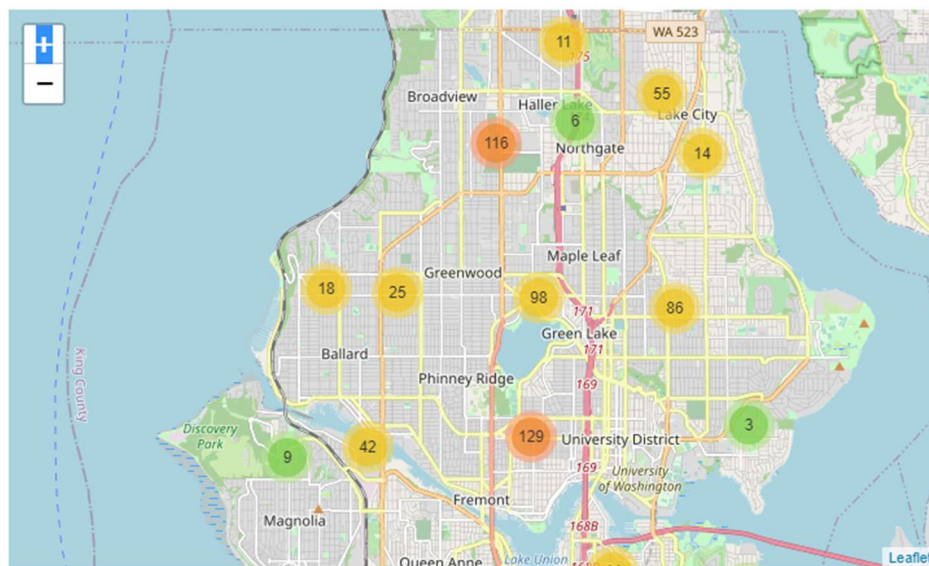 +
−
11
WA 523
175
55
Broadview
Haller Lake
6
Lake City
116
Northgate
14
Maple Leaf
Greenwood
18
25
98
86
171
Green Lake
171
Ballard
Phinney Ridge
169
King County
3
Discovery
Park
129
University District
42
9
169
University
of Washington
Fremont
Magnolia
168B
Queen Anne
Lake Union
Leaflet